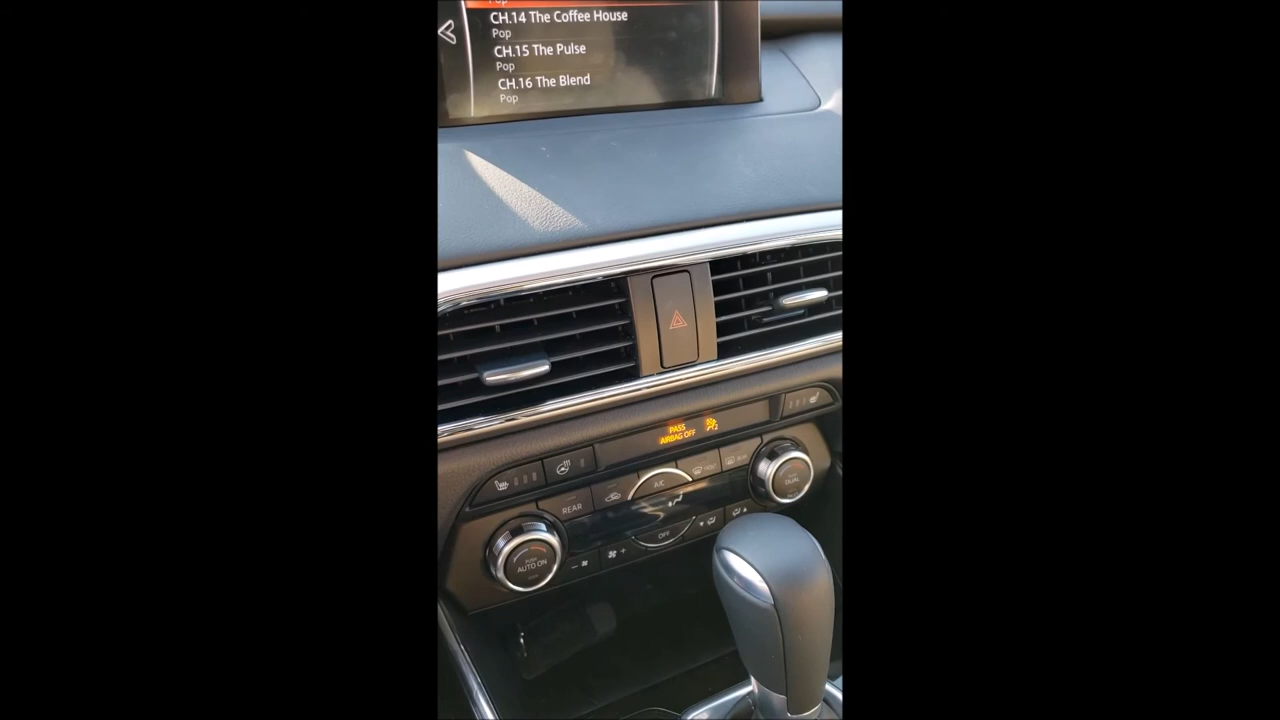 CH.14 The Coffee House
Pop
CH.15 The Pulse
Pop
CH.16 The Blend
Pop
PASS
AIRBAG OFF
A/C
REAR
DUAL
OFF
PUSH
AUTO ON